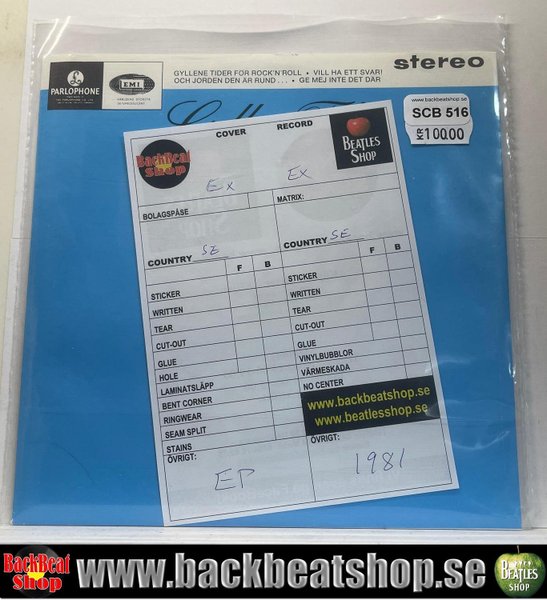 GYLLENE TIDER FOR ROCK'N'ROLL • VILL HA ETT SVAR!
OCH JORDEN DEN ÄR RUND . . . • GE MEJ INTE DET DÄR
stereo
PARLOPHONE
EMI
www.backbeatshop.se
SCB 516
£100.00
COVER
RECORD
BackBeat
Shop
BEATLES
SHOP
EX
EX
BOLAGSPÅSE
MATRIX:
COUNTRY SE
COUNTRY SE
F B
F B
STICKER
STICKER
WRITTEN
WRITTEN
TEAR
TEAR
CUT-OUT
CUT-OUT
GLUE
GLUE
HOLE
VINYLBUBBLOR
LAMINATSLÄPP
VÄRMESKADA
BENT CORNER
NO CENTER
RINGWEAR
SEAM SPLIT
STAINS
www.backbeatshop.se
www.beatlesshop.se
ÖVRIGT:
ÖVRIGT:
EP
1981
BackBeat
Shop
www.backbeatshop.se
BEATLES
SHOP